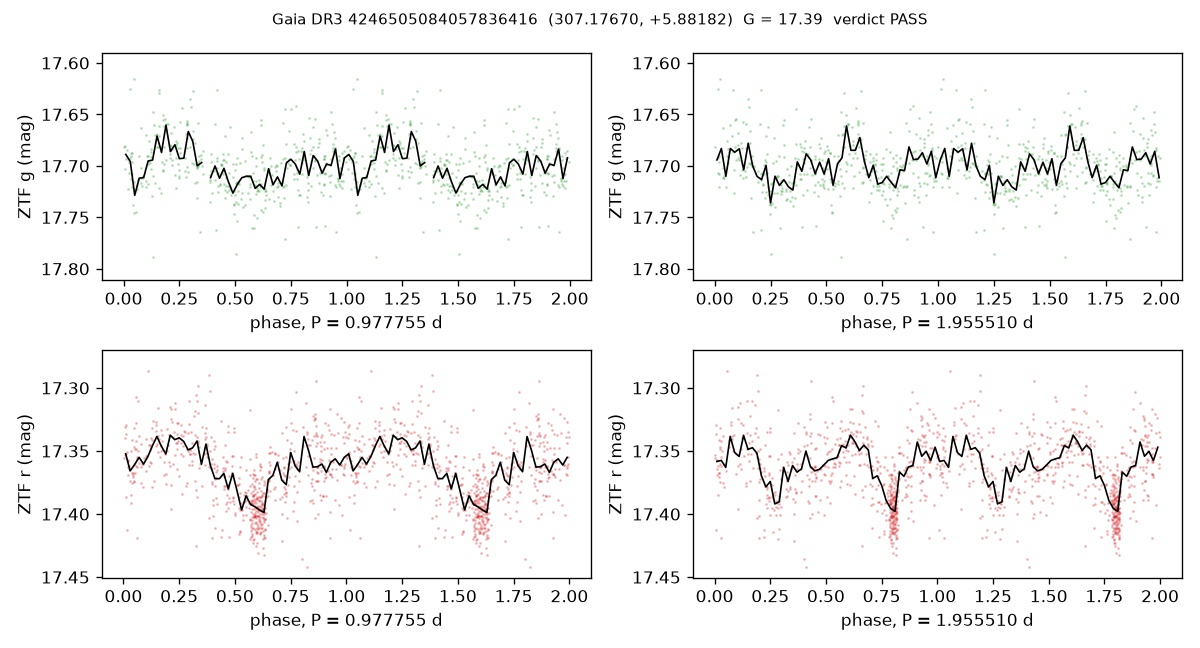 Gaia DR3 4246505084057836416 (307.17670, +5.88182) G = 17.39 verdict PASS
17.60
17.65
17.70
17.75
17.80
ZTF g (mag)
0.00 0.25 0.50 0.75 1.00 1.25 1.50 1.75 2.00
phase, P = 0.977755 d
17.60
17.65
17.70
17.75
17.80
ZTF g (mag)
0.00 0.25 0.50 0.75 1.00 1.25 1.50 1.75 2.00
phase, P = 1.955510 d
17.30
17.35
17.40
17.45
ZTF r (mag)
0.00 0.25 0.50 0.75 1.00 1.25 1.50 1.75 2.00
phase, P = 0.977755 d
17.30
17.35
17.40
17.45
ZTF r (mag)
0.00 0.25 0.50 0.75 1.00 1.25 1.50 1.75 2.00
phase, P = 1.955510 d